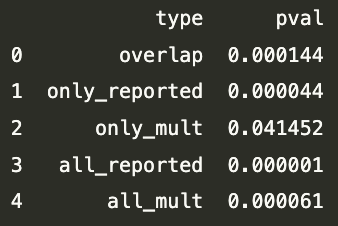 type pval
0 overlap 0.000144
1 only_reported 0.000044
2 only_mult 0.041452
3 all_reported 0.000001
4 all_mult 0.000061